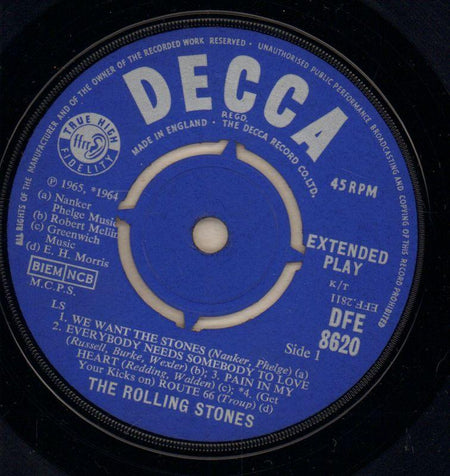 ALL RIGHTS OF THE MANUFACTURER AND OF THE OWNER OF THE RECORDED WORK RESERVED - UNAUTHORISED PUBLIC PERFORMANCE BROADCASTING AND COPYING OF THIS RECORD PROHIBITED
DECCA
REGD.
MADE IN ENGLAND, THE DECCA RECORD CO. LTD.
TRUE HIGH
ffrr
FIDELITY
45 RPM
℗ 1965, *1964
(a) Nanker
Phelge Music
(b) Robert Mellin
(c) Greenwich
Music
(d) E. H. Morris
BIEM NCB
M.C.P.S.
EXTENDED
PLAY
K/T
EFF.2811
DFE
8620
Side 1
LS
1. WE WANT THE STONES (Nanker, Phelge) (a)
2. EVERYBODY NEEDS SOMEBODY TO LOVE
(Russell, Burke, Wexler) (b); 3. PAIN IN MY
HEART (Redding, Walden) (c); *4. (Get
Your Kicks on) ROUTE 66 (Troup) (d)
THE ROLLING STONES